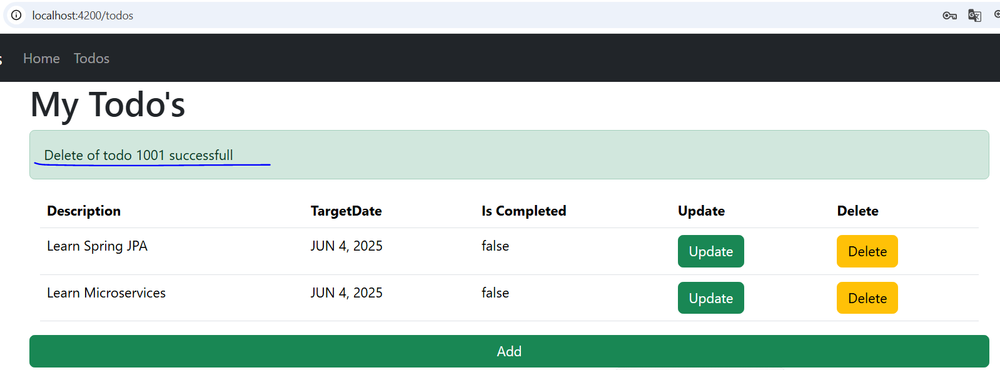 localhost:4200/todos
s Home Todos
My Todo's
Delete of todo 1001 successfull
Description TargetDate Is Completed Update Delete
Learn Spring JPA JUN 4, 2025 false Update Delete
Learn Microservices JUN 4, 2025 false Update Delete
Add